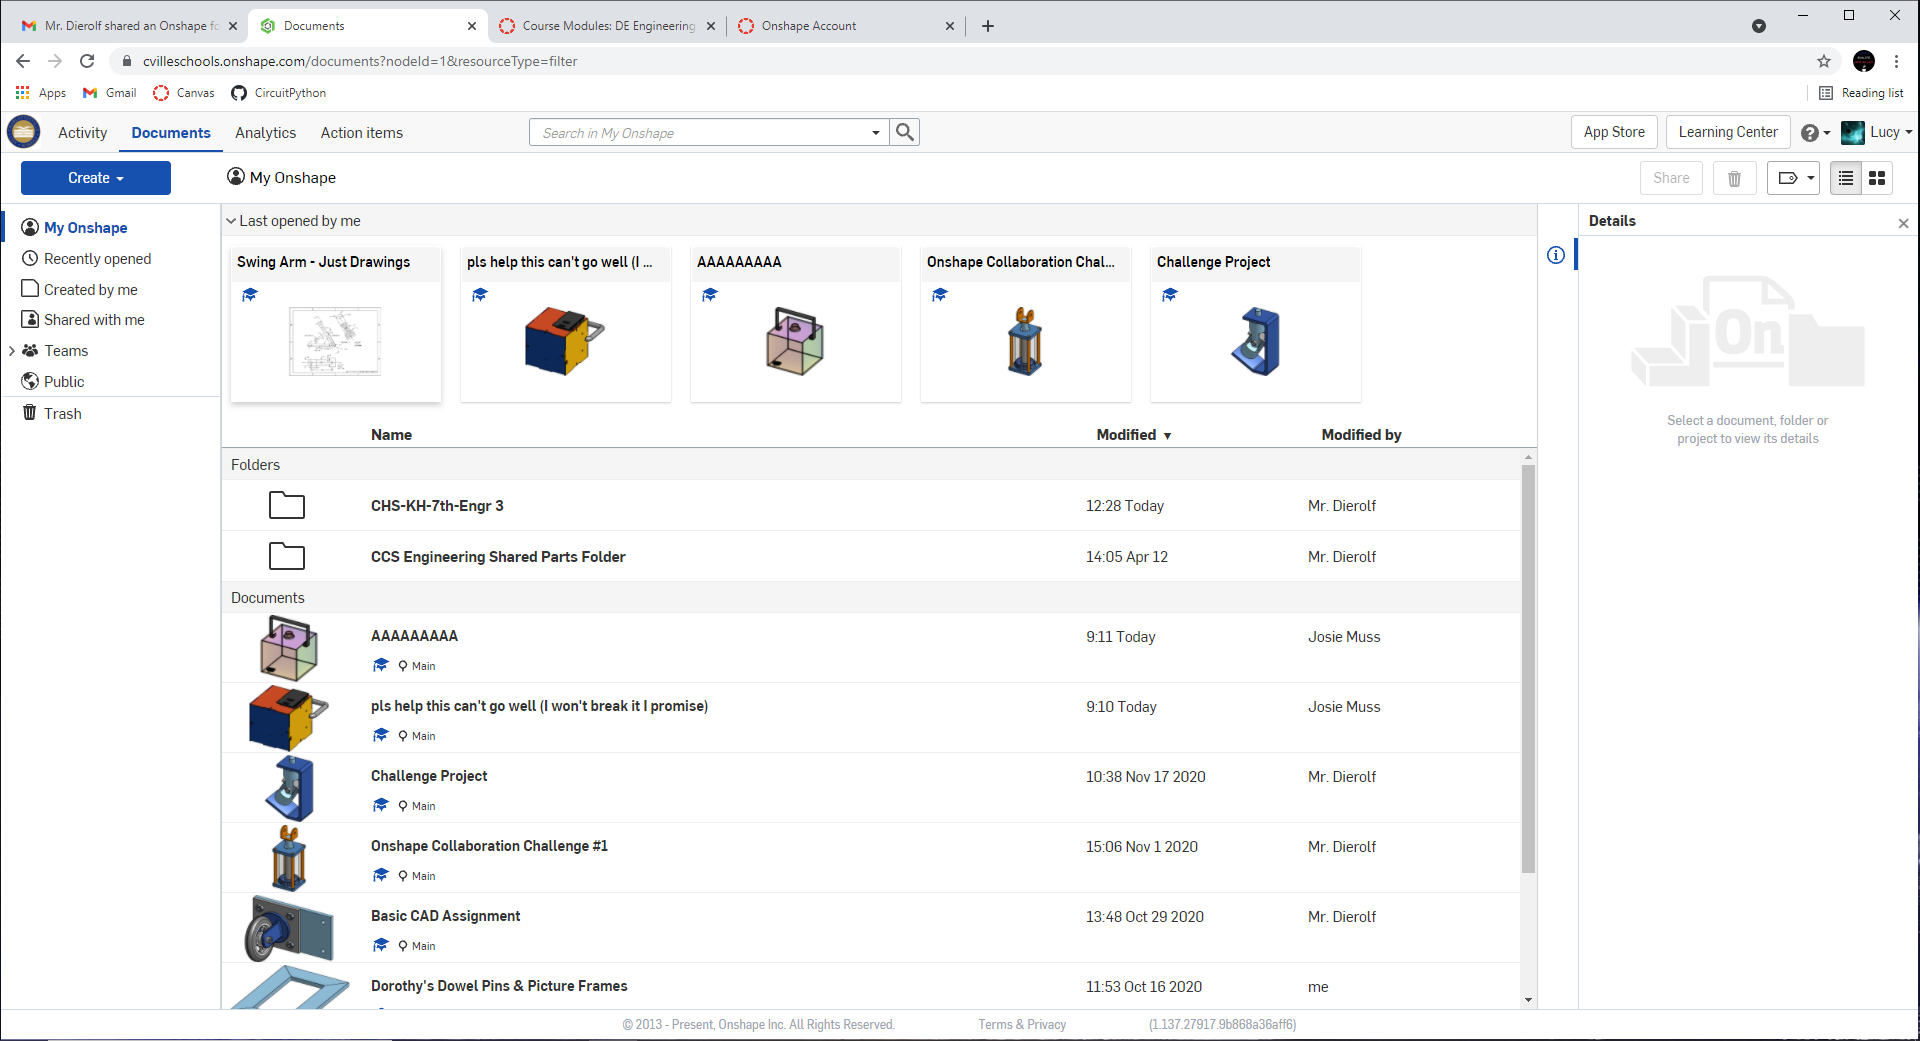 Mr. Dierolf shared an Onshape fo
Documents
Course Modules: DE Engineering
Onshape Account
cvilleschools.onshape.com/documents?nodeId=1&resourceType=filter
Apps
Gmail
Canvas
CircuitPython
Reading list
Activity
Documents
Analytics
Action items
Search in My Onshape
App Store
Learning Center
Lucy
Create
My Onshape
Share
My Onshape
Recently opened
Created by me
Shared with me
Teams
Public
Trash
Last opened by me
Swing Arm - Just Drawings
pls help this can't go well (I ...
AAAAAAAAA
Onshape Collaboration Chal...
Challenge Project
Name
Modified
Modified by
Folders
CHS-KH-7th-Engr 3
12:28 Today
Mr. Dierolf
CCS Engineering Shared Parts Folder
14:05 Apr 12
Mr. Dierolf
Documents
AAAAAAAAA
9:11 Today
Josie Muss
Main
pls help this can't go well (I won't break it I promise)
9:10 Today
Josie Muss
Main
Challenge Project
10:38 Nov 17 2020
Mr. Dierolf
Main
Onshape Collaboration Challenge #1
15:06 Nov 1 2020
Mr. Dierolf
Main
Basic CAD Assignment
13:48 Oct 29 2020
Mr. Dierolf
Main
Dorothy's Dowel Pins & Picture Frames
11:53 Oct 16 2020
me
Details
On
Select a document, folder or
project to view its details
© 2013 - Present, Onshape Inc. All Rights Reserved.
Terms & Privacy
(1.137.27917.9b868a36aff6)